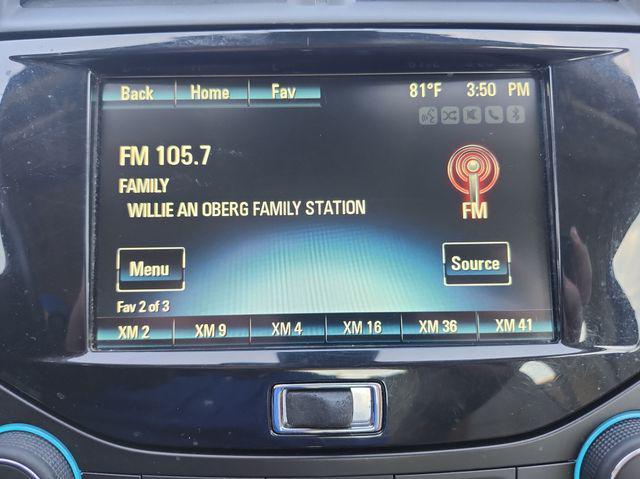 Back Home Fav 81°F 3:50 PM
FM 105.7
FAMILY
WILLIE AN OBERG FAMILY STATION
FM
Menu Source
Fav 2 of 3
XM 2 XM 9 XM 4 XM 16 XM 36 XM 41